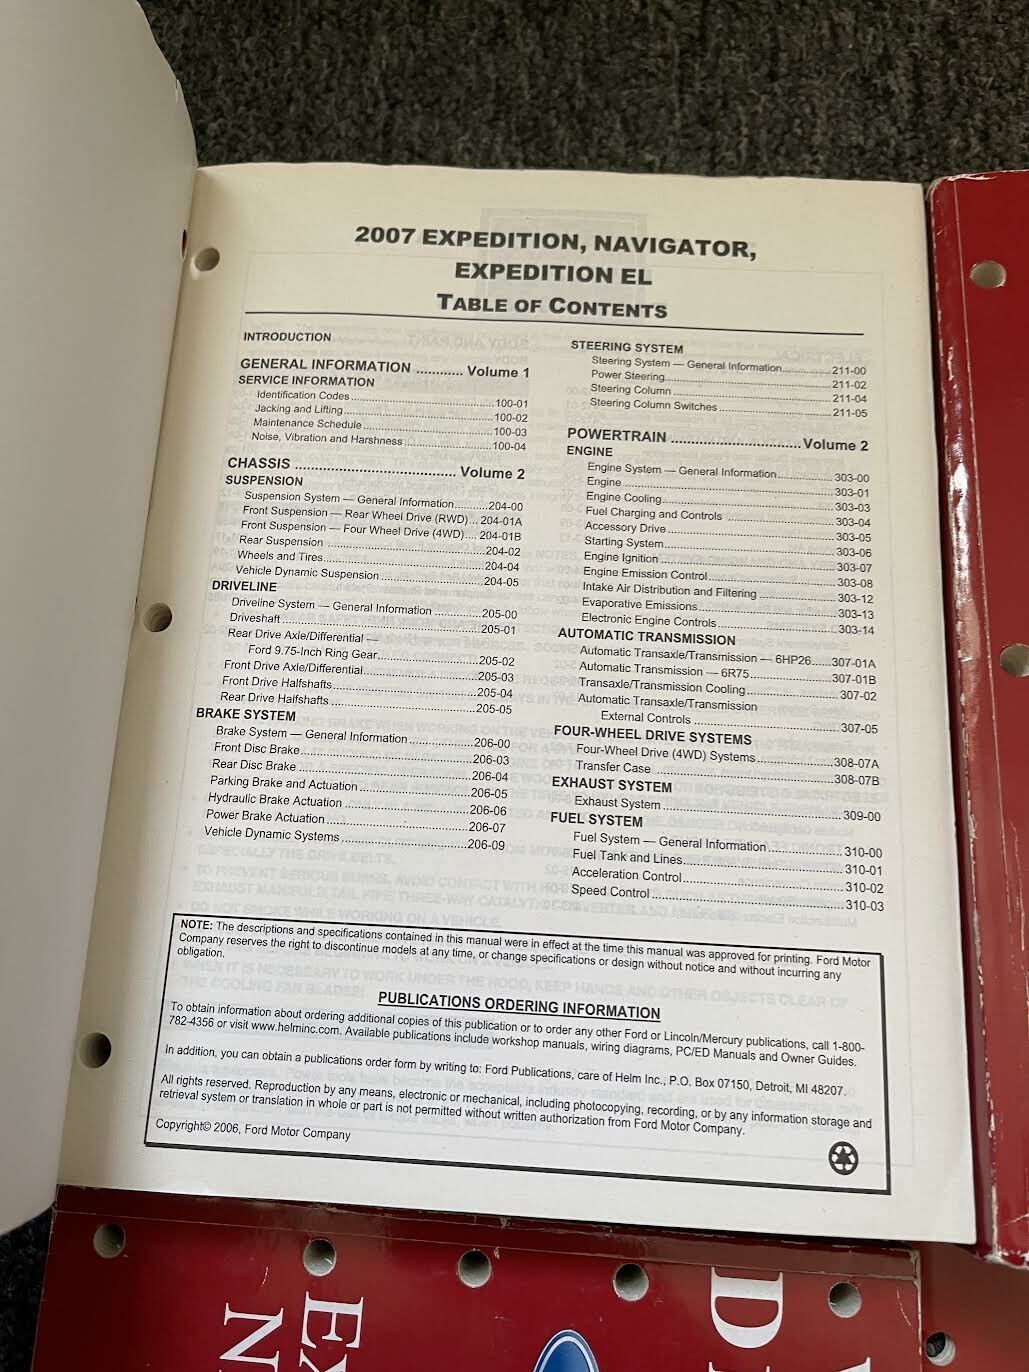 2007 EXPEDITION, NAVIGATOR,
EXPEDITION EL
TABLE OF CONTENTS
INTRODUCTION
GENERAL INFORMATION ............ Volume 1
SERVICE INFORMATION
Identification Codes ............ 100-01
Jacking and Lifting ............ 100-02
Maintenance Schedule ............ 100-03
Noise, Vibration and Harshness ............ 100-04
CHASSIS ............ Volume 2
SUSPENSION
Suspension System — General Information ............ 204-00
Front Suspension — Rear Wheel Drive (RWD) ... 204-01A
Front Suspension — Four Wheel Drive (4WD) .... 204-01B
Rear Suspension ............ 204-02
Wheels and Tires ............ 204-04
Vehicle Dynamic Suspension ............ 204-05
DRIVELINE
Driveline System — General Information ............ 205-00
Driveshaft ............ 205-01
Rear Drive Axle/Differential —
Ford 9.75-Inch Ring Gear ............ 205-02
Front Drive Axle/Differential ............ 205-03
Front Drive Halfshafts ............ 205-04
Rear Drive Halfshafts ............ 205-05
BRAKE SYSTEM
Brake System — General Information ............ 206-00
Front Disc Brake ............ 206-03
Rear Disc Brake ............ 206-04
Parking Brake and Actuation ............ 206-05
Hydraulic Brake Actuation ............ 206-06
Power Brake Actuation ............ 206-07
Vehicle Dynamic Systems ............ 206-09
STEERING SYSTEM
Steering System — General Information ............ 211-00
Power Steering ............ 211-02
Steering Column ............ 211-04
Steering Column Switches ............ 211-05
POWERTRAIN ............ Volume 2
ENGINE
Engine System — General Information ............ 303-00
Engine ............ 303-01
Engine Cooling ............ 303-03
Fuel Charging and Controls ............ 303-04
Accessory Drive ............ 303-05
Starting System ............ 303-06
Engine Ignition ............ 303-07
Engine Emission Control ............ 303-08
Intake Air Distribution and Filtering ............ 303-12
Evaporative Emissions ............ 303-13
Electronic Engine Controls ............ 303-14
AUTOMATIC TRANSMISSION
Automatic Transaxle/Transmission — 6HP26 ...... 307-01A
Automatic Transmission — 6R75 ............ 307-01B
Transaxle/Transmission Cooling ............ 307-02
Automatic Transaxle/Transmission
External Controls ............ 307-05
FOUR-WHEEL DRIVE SYSTEMS
Four-Wheel Drive (4WD) Systems ............ 308-07A
Transfer Case ............ 308-07B
EXHAUST SYSTEM
Exhaust System ............ 309-00
FUEL SYSTEM
Fuel System — General Information ............ 310-00
Fuel Tank and Lines ............ 310-01
Acceleration Control ............ 310-02
Speed Control ............ 310-03
NOTE: The descriptions and specifications contained in this manual were in effect at the time this manual was approved for printing. Ford Motor
Company reserves the right to discontinue models at any time, or change specifications or design without notice and without incurring any
obligation.
PUBLICATIONS ORDERING INFORMATION
To obtain information about ordering additional copies of this publication or to order any other Ford or Lincoln/Mercury publications, call 1-800-
782-4356 or visit www.helminc.com. Available publications include workshop manuals, wiring diagrams, PC/ED Manuals and Owner Guides.
In addition, you can obtain a publications order form by writing to: Ford Publications, care of Helm Inc., P.O. Box 07150, Detroit, MI 48207.
All rights reserved. Reproduction by any means, electronic or mechanical, including photocopying, recording, or by any information storage and
retrieval system or translation in whole or part is not permitted without written authorization from Ford Motor Company.
Copyright© 2006, Ford Motor Company